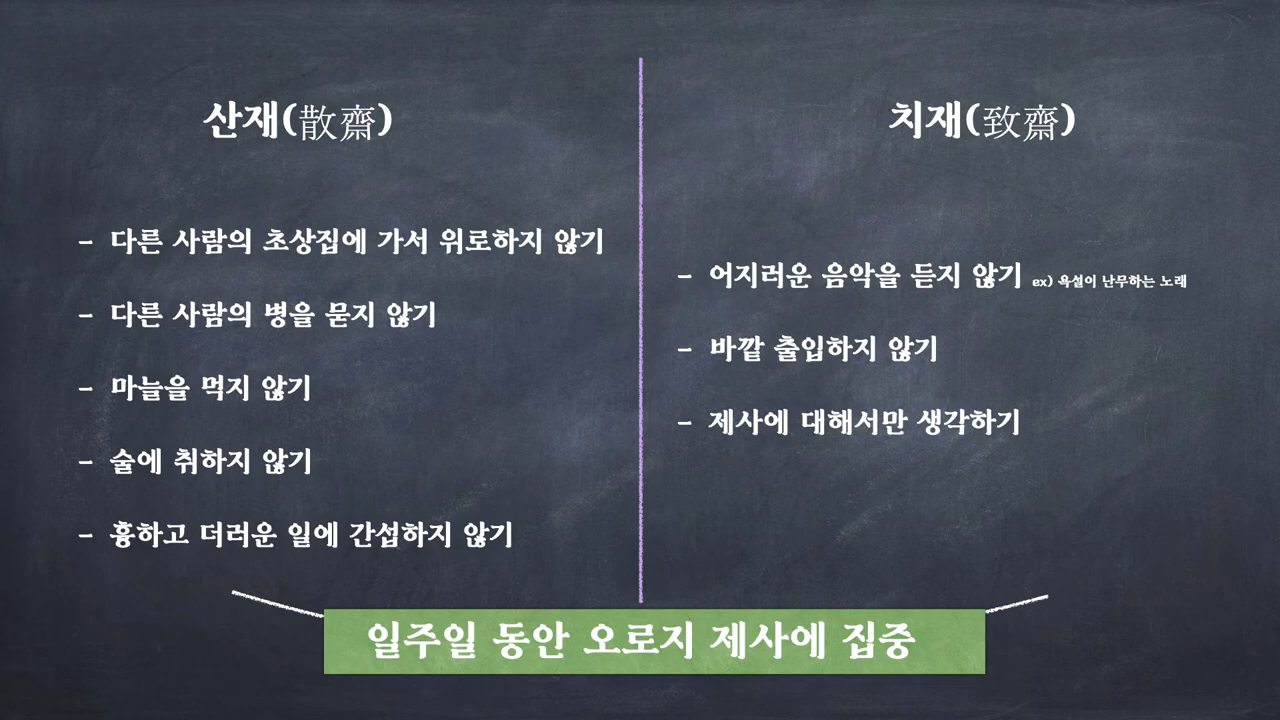 산재(散齋)
- 다른 사람의 초상집에 가서 위로하지 않기
- 다른 사람의 병을 묻지 않기
- 마늘을 먹지 않기
- 술에 취하지 않기
- 흉하고 더러운 일에 간섭하지 않기
치재(致齋)
- 어지러운 음악을 듣지 않기 ex) 욕설이 난무하는 노래
- 바깥 출입하지 않기
- 제사에 대해서만 생각하기
일주일 동안 오로지 제사에 집중